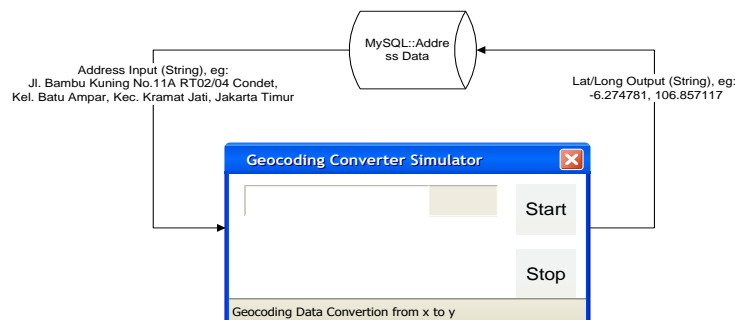 MySQL::Addre
ss Data
Address Input (String), eg:
Jl. Bambu Kuning No.11A RT02/04 Condet,
Kel. Batu Ampar, Kec. Kramat Jati, Jakarta Timur
Lat/Long Output (String), eg:
-6.274781, 106.857117
Geocoding Converter Simulator
Start
Stop
Geocoding Data Convertion from x to y